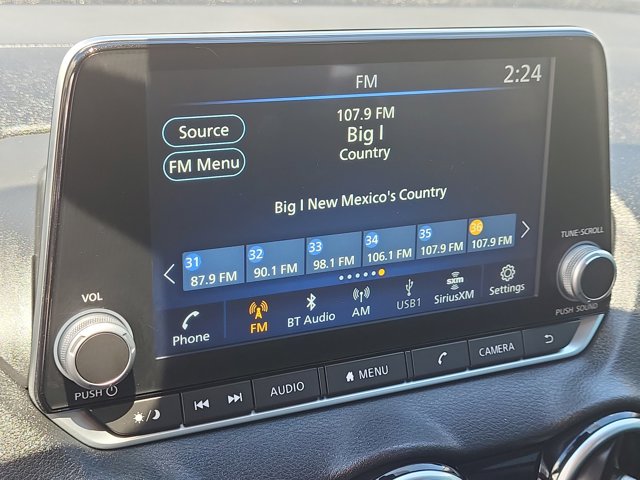 FM
2:24
107.9 FM
Source
Big I
FM Menu
Country
Big I New Mexico's Country
31 32 33 34 35 36
87.9 FM 90.1 FM 98.1 FM 106.1 FM 107.9 FM 107.9 FM
Phone FM BT Audio AM USB1 SiriusXM Settings
sxm
VOL
PUSH
TUNE·SCROLL
PUSH SOUND
AUDIO
MENU
CAMERA